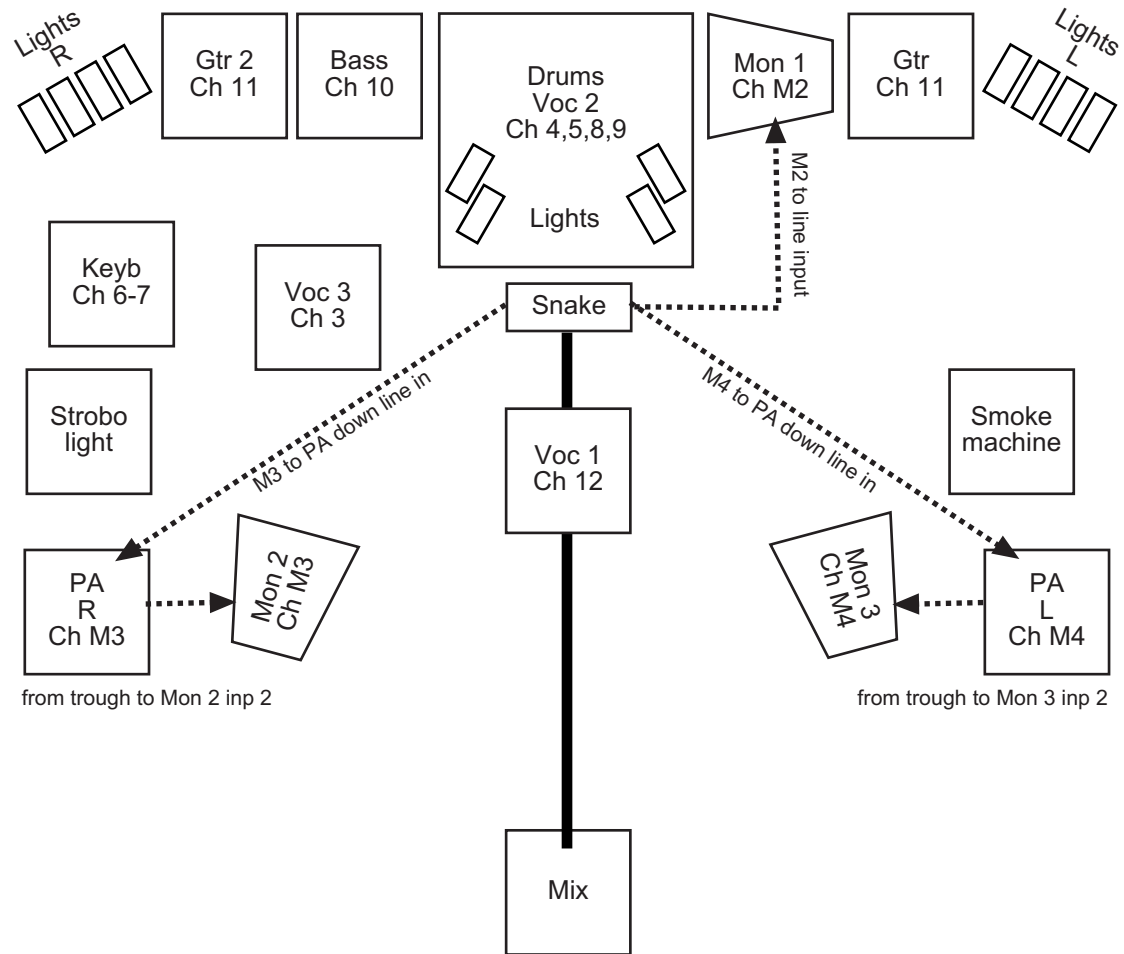 Lights
R
Gtr 2
Ch 11
Bass
Ch 10
Drums
Voc 2
Ch 4,5,8,9
Lights
Mon 1
Ch M2
Gtr
Ch 11
Lights
L
M2 to line input
Keyb
Ch 6-7
Voc 3
Ch 3
Snake
Strobo
light
M3 to PA down line in
Voc 1
Ch 12
M4 to PA down line in
Smoke
machine
PA
R
Ch M3
Mon 2
Ch M3
Mon 3
Ch M4
PA
L
Ch M4
from trough to Mon 2 inp 2
from trough to Mon 3 inp 2
Mix